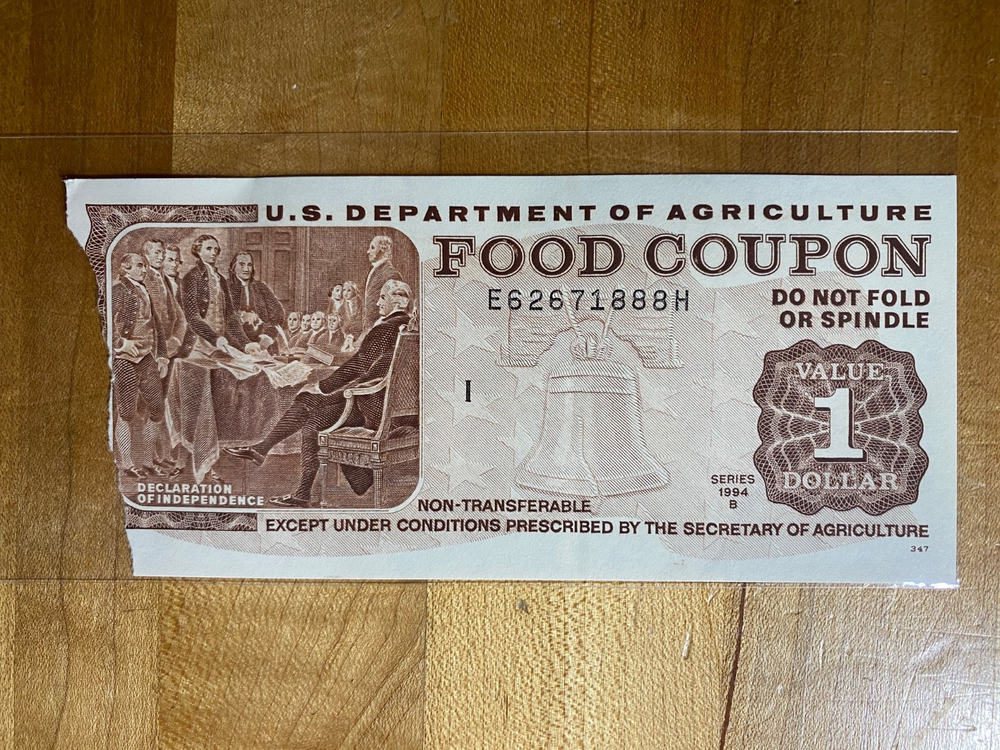 U.S. DEPARTMENT OF AGRICULTURE
FOOD COUPON
E62671888H
DO NOT FOLD
OR SPINDLE
I
VALUE
1
DOLLAR
DECLARATION
OF INDEPENDENCE
SERIES
1994
B
NON-TRANSFERABLE
EXCEPT UNDER CONDITIONS PRESCRIBED BY THE SECRETARY OF AGRICULTURE
347